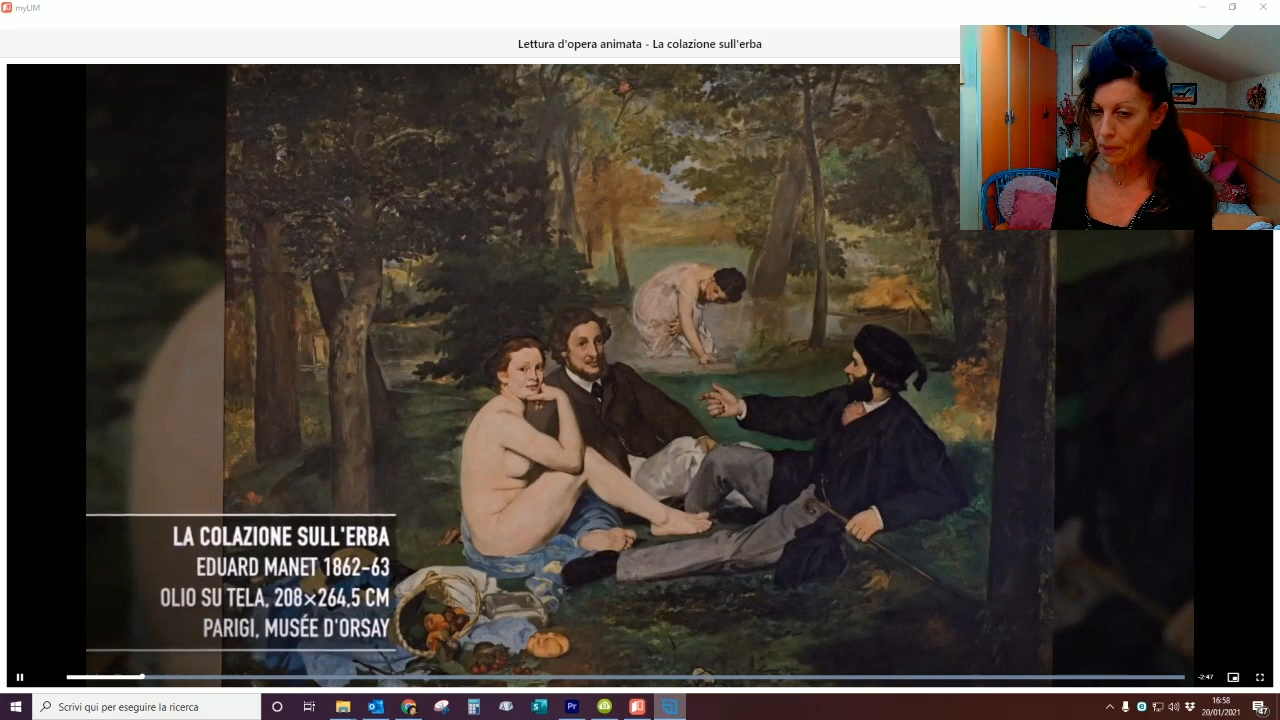 myLIM
Lettura d'opera animata - La colazione sull'erba
LA COLAZIONE SULL'ERBA
EDUARD MANET 1862-63
OLIO SU TELA, 208×264,5 CM
PARIGI, MUSÉE D'ORSAY
-2:47
Scrivi qui per eseguire la ricerca
Pr
16:58
20/01/2021